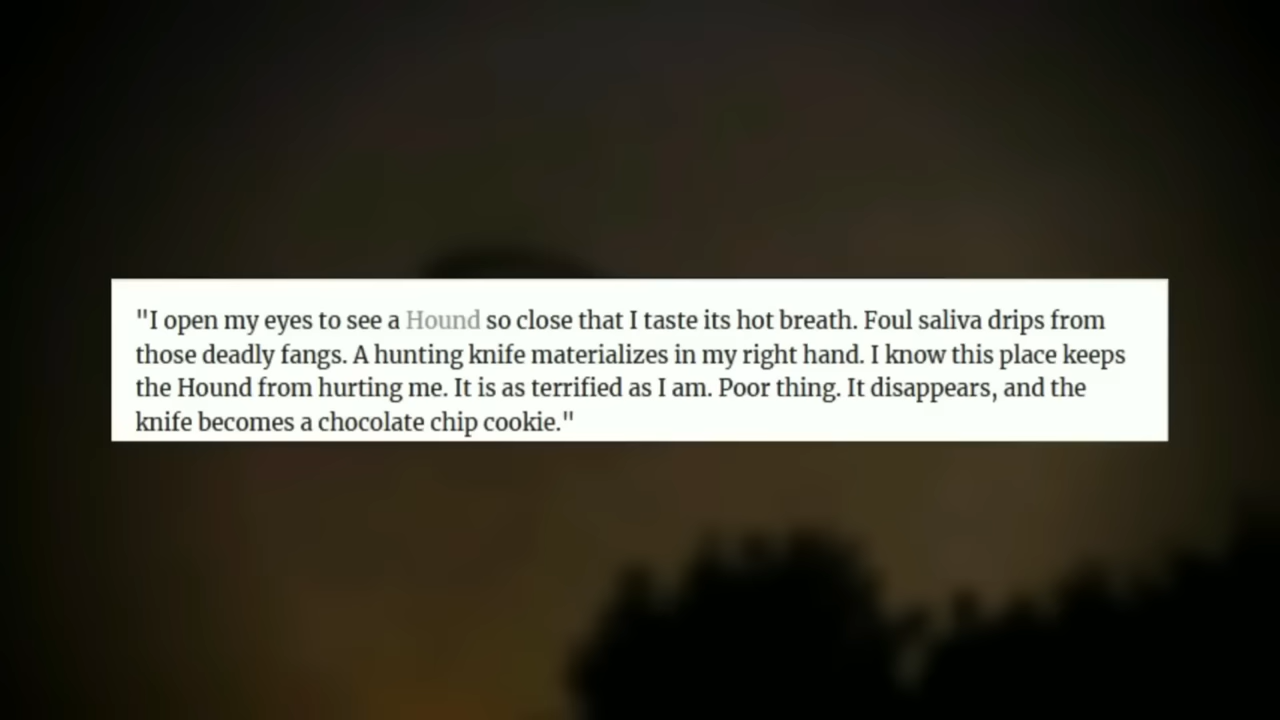 "I open my eyes to see a Hound so close that I taste its hot breath. Foul saliva drips from
those deadly fangs. A hunting knife materializes in my right hand. I know this place keeps
the Hound from hurting me. It is as terrified as I am. Poor thing. It disappears, and the
knife becomes a chocolate chip cookie."